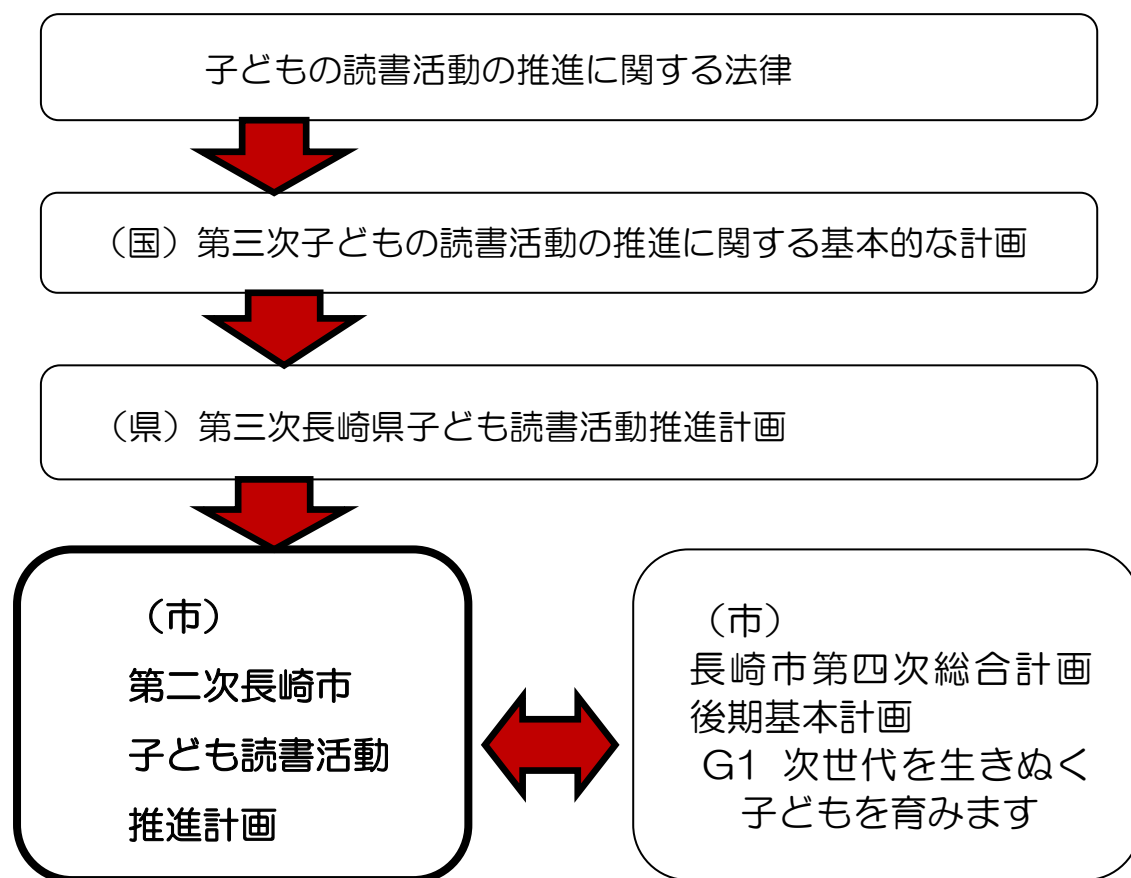 子どもの読書活動の推進に関する法律
（国）第三次子どもの読書活動の推進に関する基本的な計画
（県）第三次長崎県子ども読書活動推進計画
（市）
第二次長崎市
子ども読書活動
推進計画
（市）
長崎市第四次総合計画
後期基本計画
G1 次世代を生きぬく
子どもを育みます